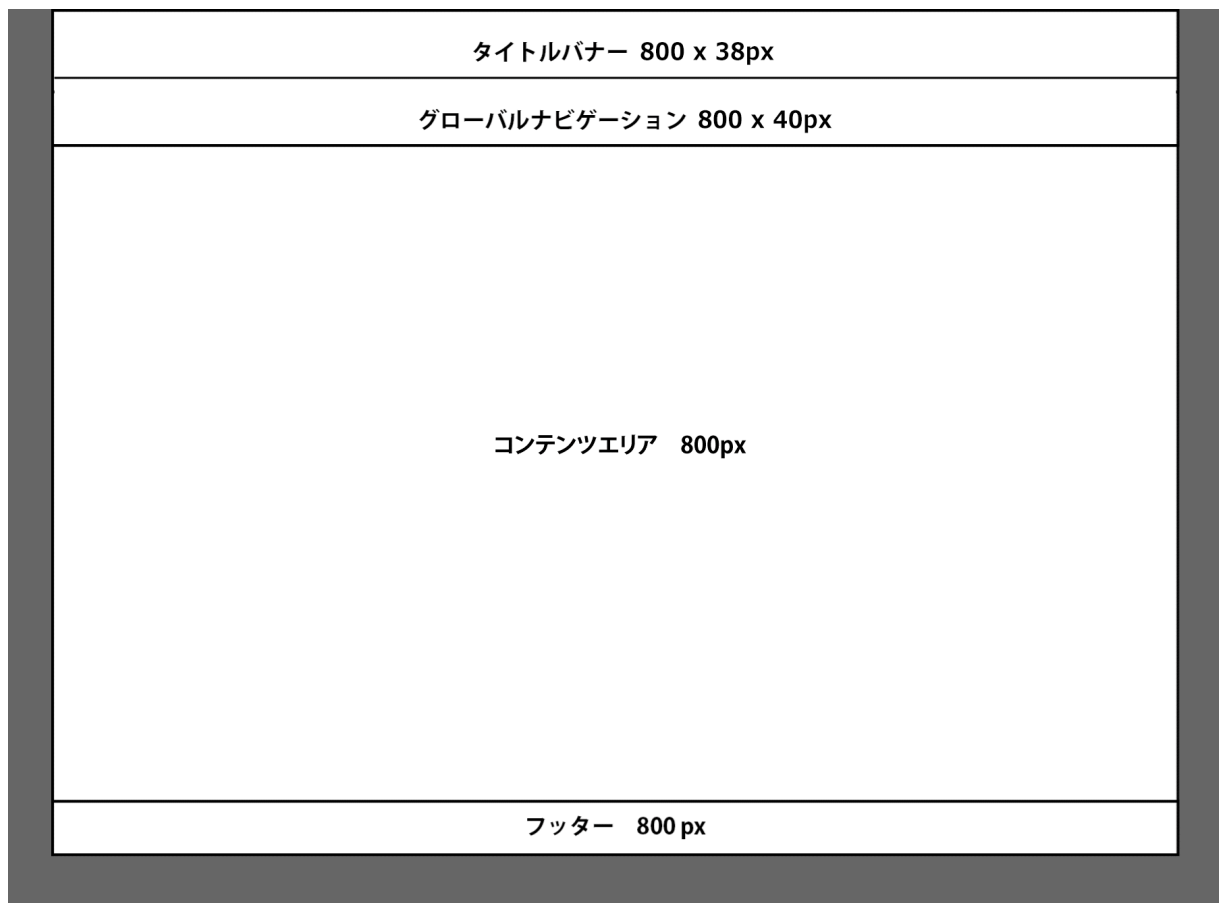 タイトルバナー 800 x 38px
グローバルナビゲーション 800 x 40px
コンテンツエリア　800px
フッター　800 px